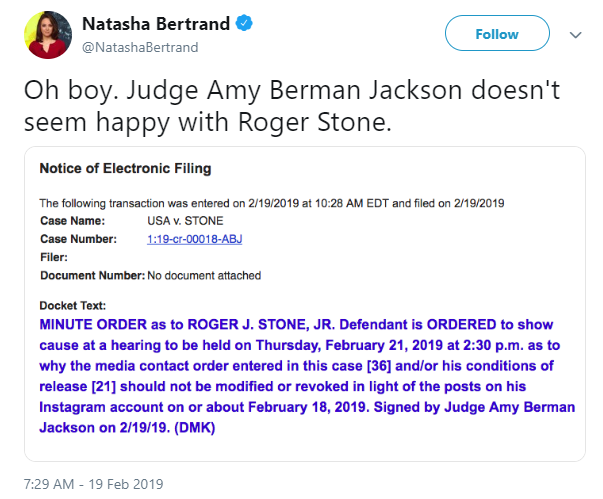 Natasha Bertrand
@NatashaBertrand
Follow
Oh boy. Judge Amy Berman Jackson doesn't
seem happy with Roger Stone.
Notice of Electronic Filing
The following transaction was entered on 2/19/2019 at 10:28 AM EDT and filed on 2/19/2019
Case Name: USA v. STONE
Case Number: 1:19-cr-00018-ABJ
Filer:
Document Number: No document attached
Docket Text:
MINUTE ORDER as to ROGER J. STONE, JR. Defendant is ORDERED to show
cause at a hearing to be held on Thursday, February 21, 2019 at 2:30 p.m. as to
why the media contact order entered in this case [36] and/or his conditions of
release [21] should not be modified or revoked in light of the posts on his
Instagram account on or about February 18, 2019. Signed by Judge Amy Berman
Jackson on 2/19/19. (DMK)
7:29 AM - 19 Feb 2019